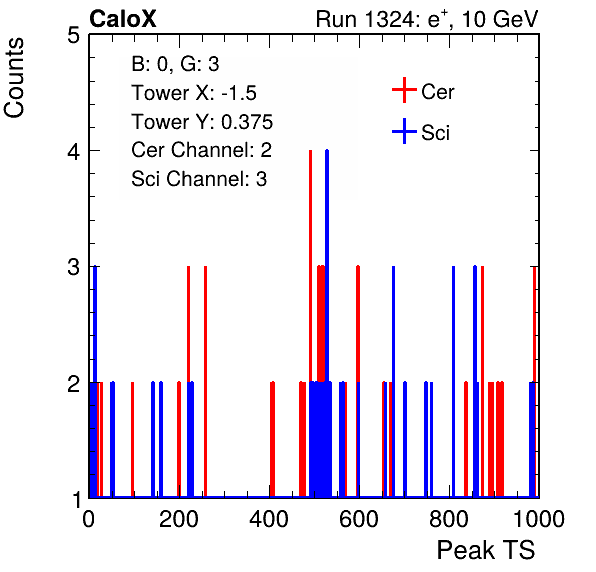 CaloX Run 1324: e+, 10 GeV
Counts
B: 0, G: 3
Tower X: -1.5
Tower Y: 0.375
Cer Channel: 2
Sci Channel: 3
Cer
Sci
5
4
3
2
1
0 200 400 600 800 1000
Peak TS